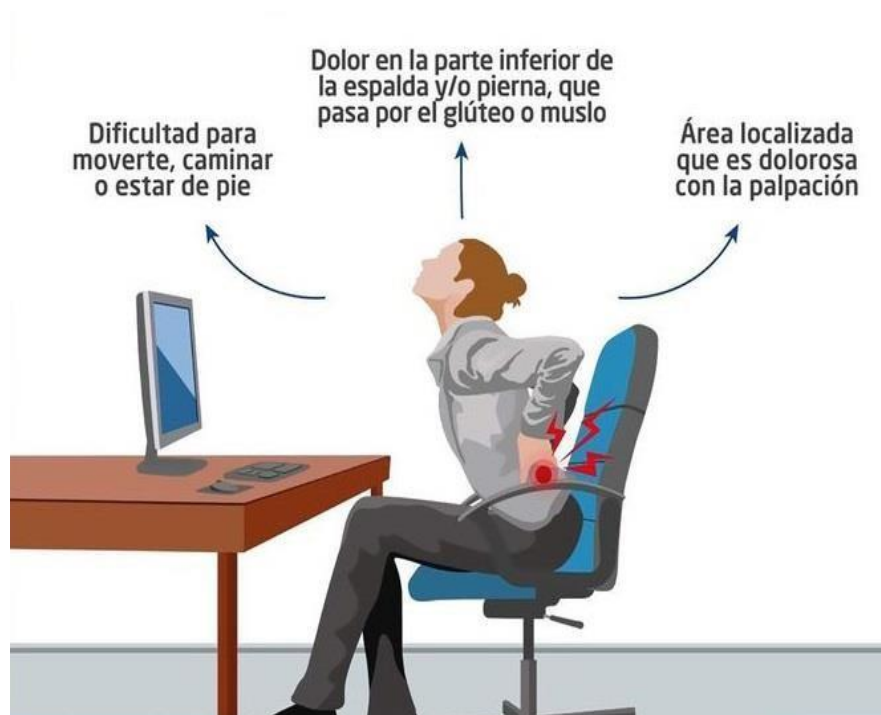 Dolor en la parte inferior de
la espalda y/o pierna, que
pasa por el glúteo o muslo
Dificultad para
moverte, caminar
o estar de pie
Área localizada
que es dolorosa
con la palpación